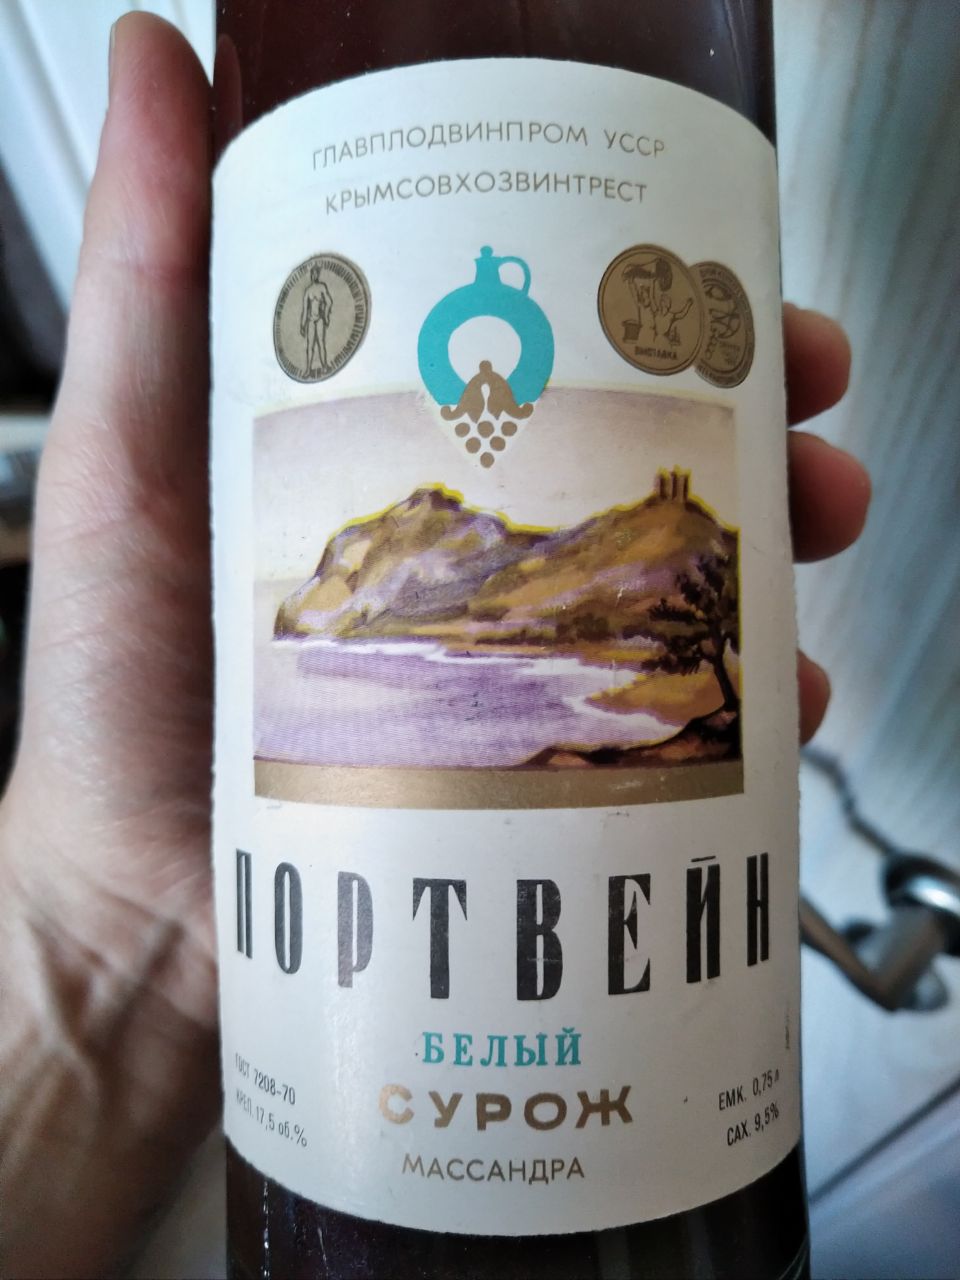 ГЛАВПЛОДВИНПРОМ УССР
КРЫМСОВХОЗВИНТРЕСТ
ВЫСТАВКА
ПОРТВЕЙН
БЕЛЫЙ
СУРОЖ
МАССАНДРА
ГОСТ 7208-70
КРЕП. 17,5 об.%
ЕМК. 0,75 л
САХ. 9,5%